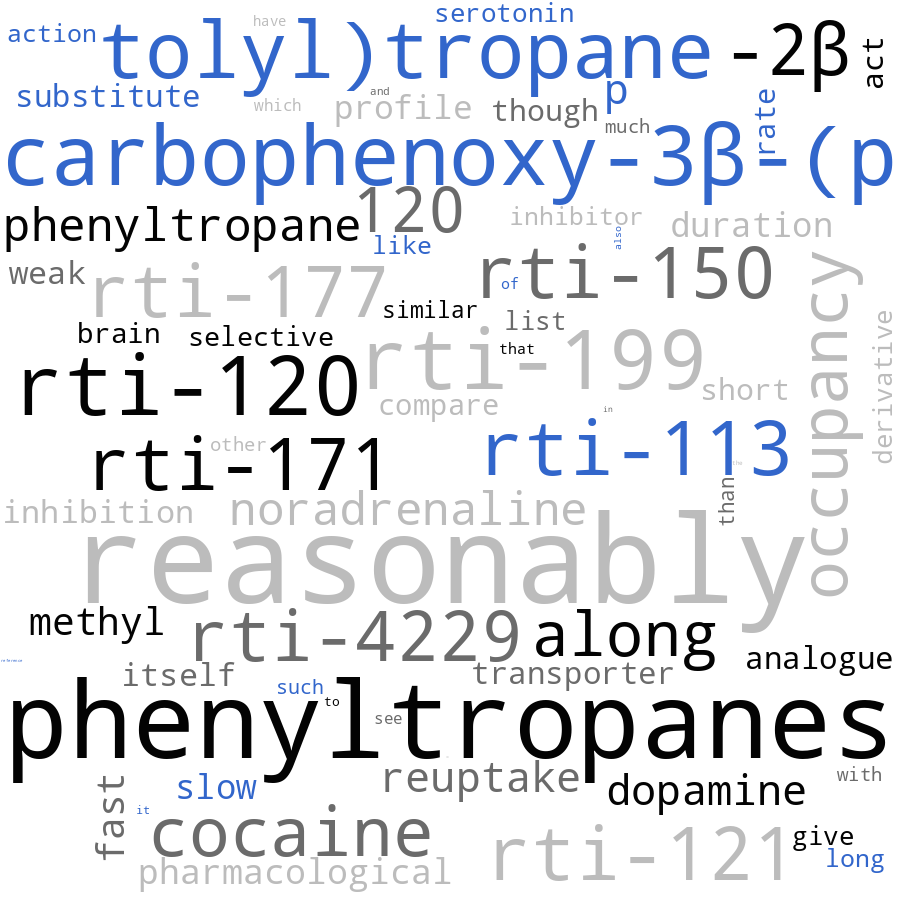 serotonin
have
action
tolyl)tropane
-2β
act
substitute
which
and
profile
though
p
much
rate
carbophenoxy-3β-(p
phenyltropane
120
inhibitor
duration
like
also
weak
rti-177
of
rti-150
occupancy
similar
list
derivative
brain
selective
that
rti-199
rti-120
compare
short
in
rti-171
other
rti-113
the
than
inhibition
noradrenaline
reasonably
methyl
rti-4229
along
analogue
reference
itself
transporter
such
to
see
phenyltropanes
fast
slow
reuptake
dopamine
with
it
cocaine
rti-121
give
long
pharmacological